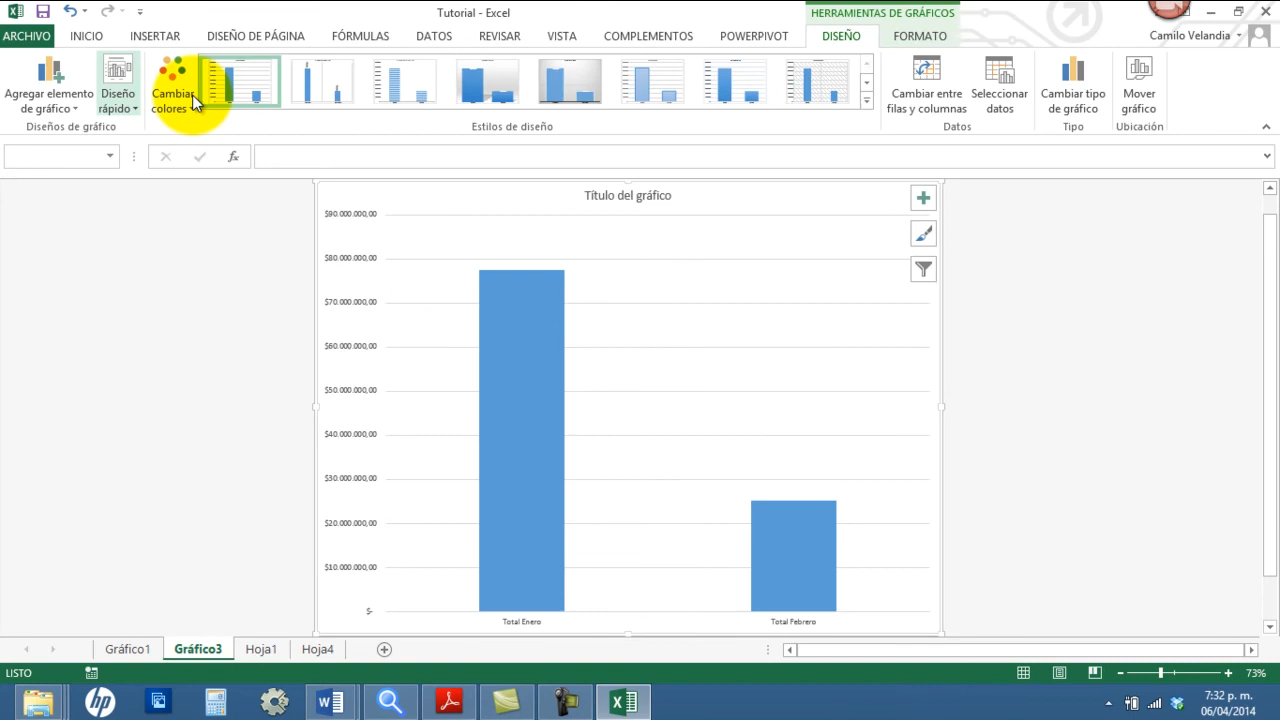 Tutorial - Excel
HERRAMIENTAS DE GRÁFICOS
ARCHIVO INICIO INSERTAR DISEÑO DE PÁGINA FÓRMULAS DATOS REVISAR VISTA COMPLEMENTOS POWERPIVOT DISEÑO FORMATO Camilo Velandia
Agregar elemento
de gráfico
Diseño
rápido
Cambiar
colores
Cambiar entre
filas y columnas
Seleccionar
datos
Cambiar tipo
de gráfico
Mover
gráfico
Diseños de gráfico Estilos de diseño Datos Tipo Ubicación
fx
Título del gráfico
$90.000.000,00
$80.000.000,00
$70.000.000,00
$60.000.000,00
$50.000.000,00
$40.000.000,00
$30.000.000,00
$20.000.000,00
$10.000.000,00
$-
Total Enero Total Febrero
Gráfico1 Gráfico3 Hoja1 Hoja4
LISTO 73%
7:32 p. m.
06/04/2014